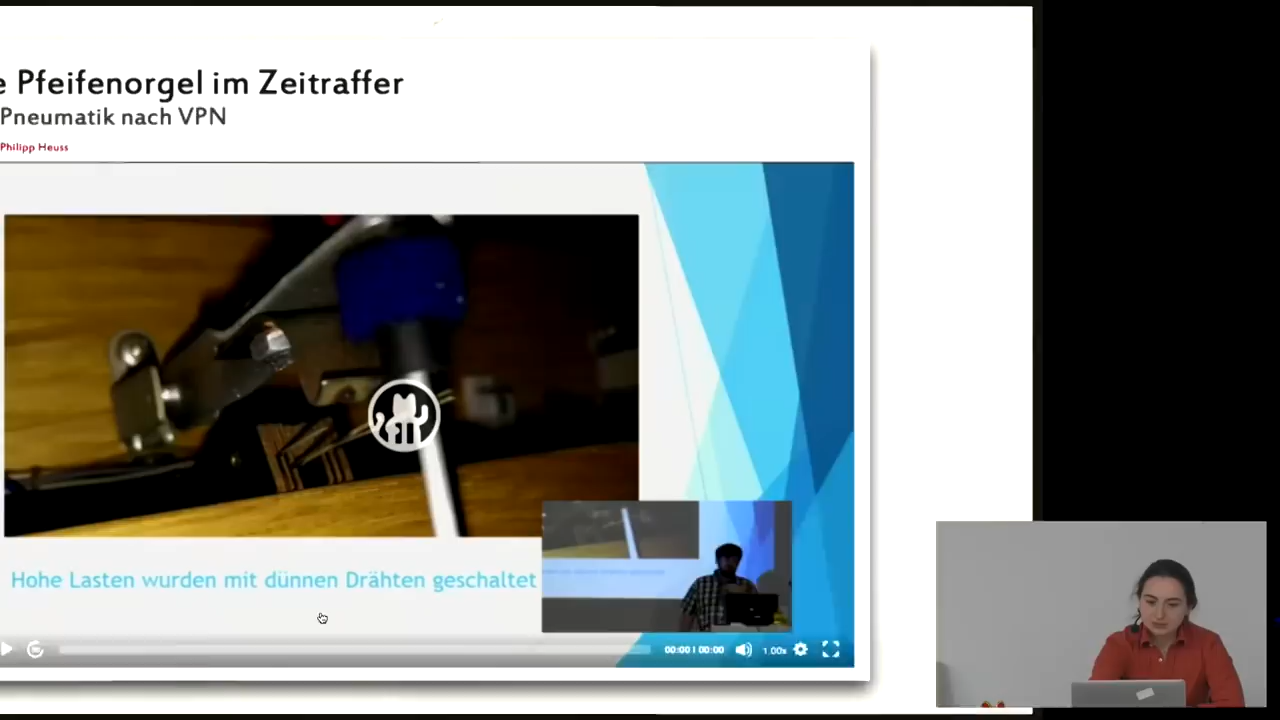 e Pfeifenorgel im Zeitraffer
Pneumatik nach VPN
Philipp Heuss
Hohe Lasten wurden mit dünnen Drähten geschaltet
00:00 | 00:00
1.00x